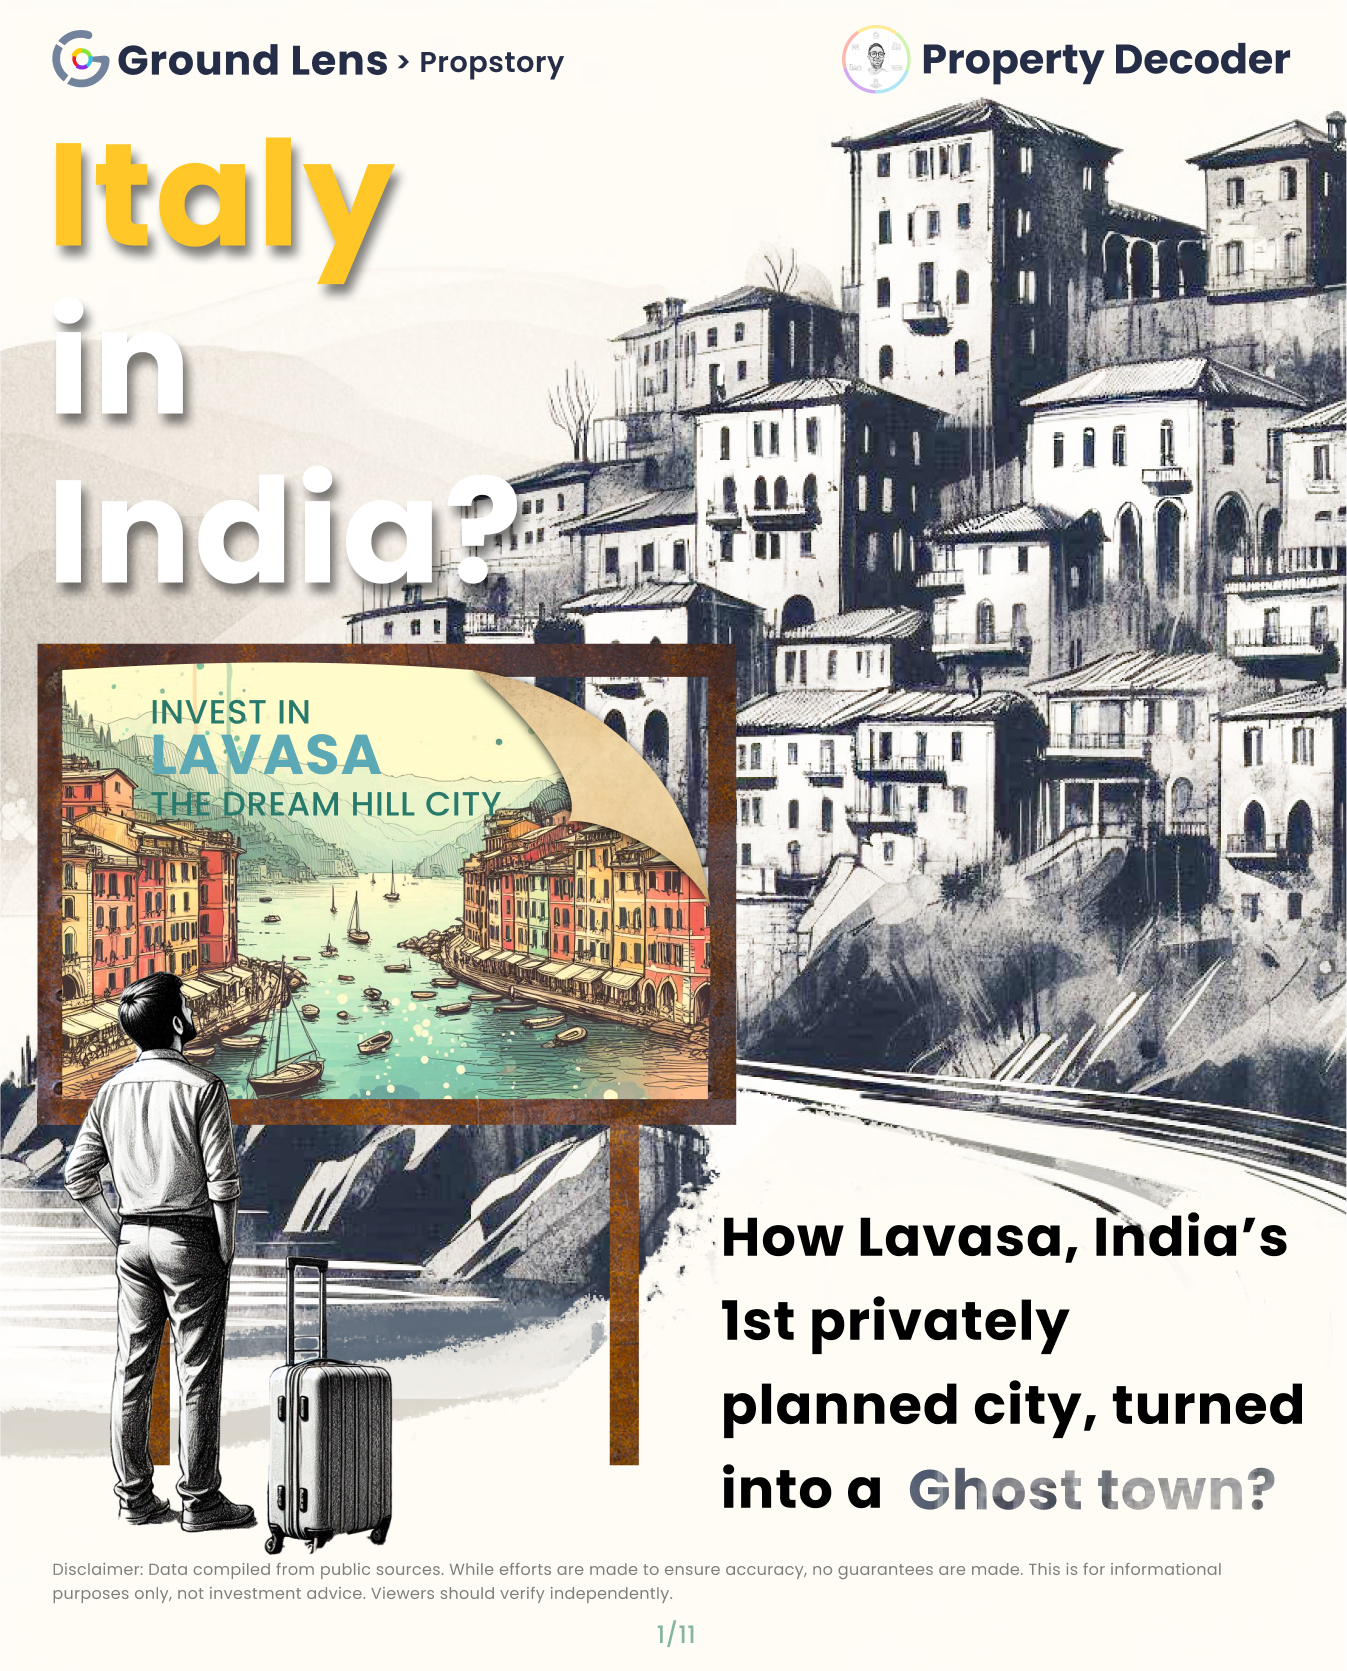 Ground Lens > Propstory
Property Decoder
Italy
in
India?
INVEST IN
LAVASA
THE DREAM HILL CITY
How Lavasa, India’s
1st privately
planned city, turned
into a Ghost town?
Disclaimer: Data compiled from public sources. While efforts are made to ensure accuracy, no guarantees are made. This is for informational
purposes only, not investment advice. Viewers should verify independently.
1/11